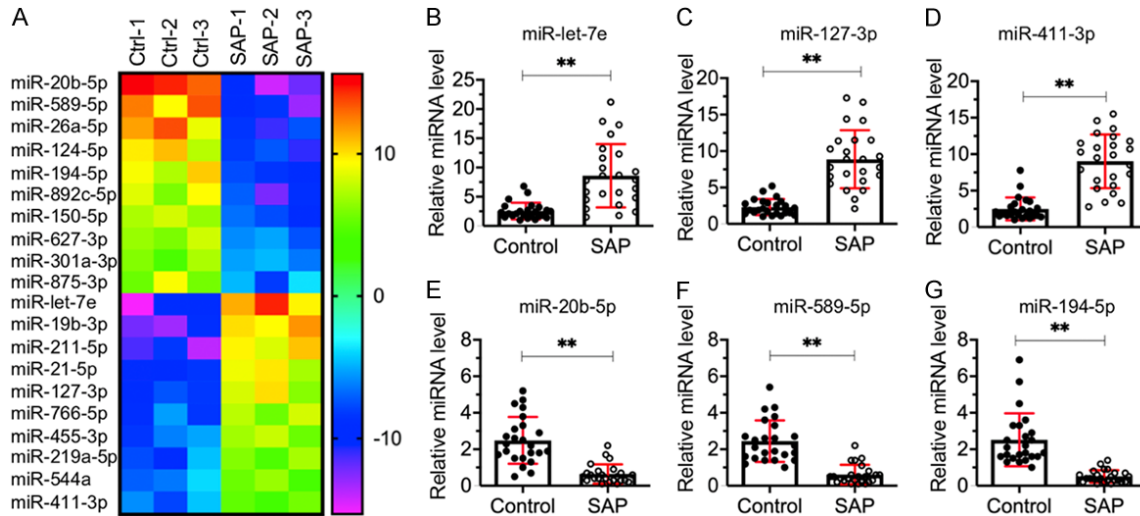 A
Ctrl-1
Ctrl-2
Ctrl-3
SAP-1
SAP-2
SAP-3
miR-20b-5p
miR-589-5p
miR-26a-5p
miR-124-5p
miR-194-5p
miR-892c-5p
miR-150-5p
miR-627-3p
miR-301a-3p
miR-875-3p
miR-let-7e
miR-19b-3p
miR-211-5p
miR-21-5p
miR-127-3p
miR-766-5p
miR-455-3p
miR-219a-5p
miR-544a
miR-411-3p
10
0
-10
B
miR-let-7e
**
Relative miRNA level
25
20
15
10
5
0
Control SAP
C
miR-127-3p
**
Relative miRNA level
20
15
10
5
0
Control SAP
D
miR-411-3p
**
Relative miRNA level
20
15
10
5
0
Control SAP
E
miR-20b-5p
**
Relative miRNA level
8
6
4
2
0
Control SAP
F
miR-589-5p
**
Relative miRNA level
8
6
4
2
0
Control SAP
G
miR-194-5p
**
Relative miRNA level
8
6
4
2
0
Control SAP